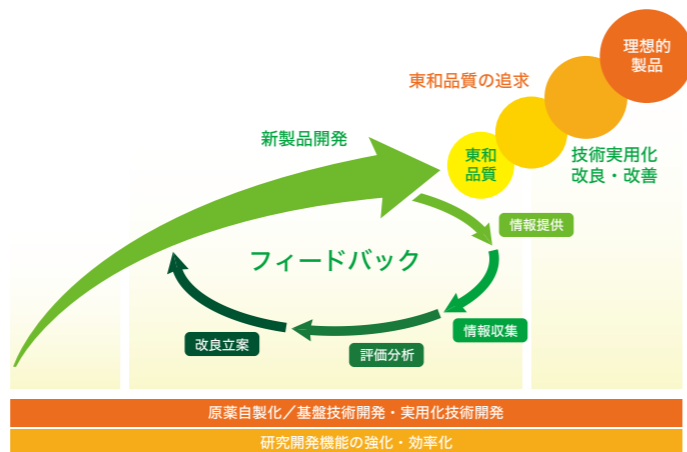 理想的
製品
東和品質の追求
新製品開発
東和
品質
技術実用化
改良・改善
情報提供
フィードバック
情報収集
改良立案
評価分析
原薬自製化／基盤技術開発・実用化技術開発
研究開発機能の強化・効率化